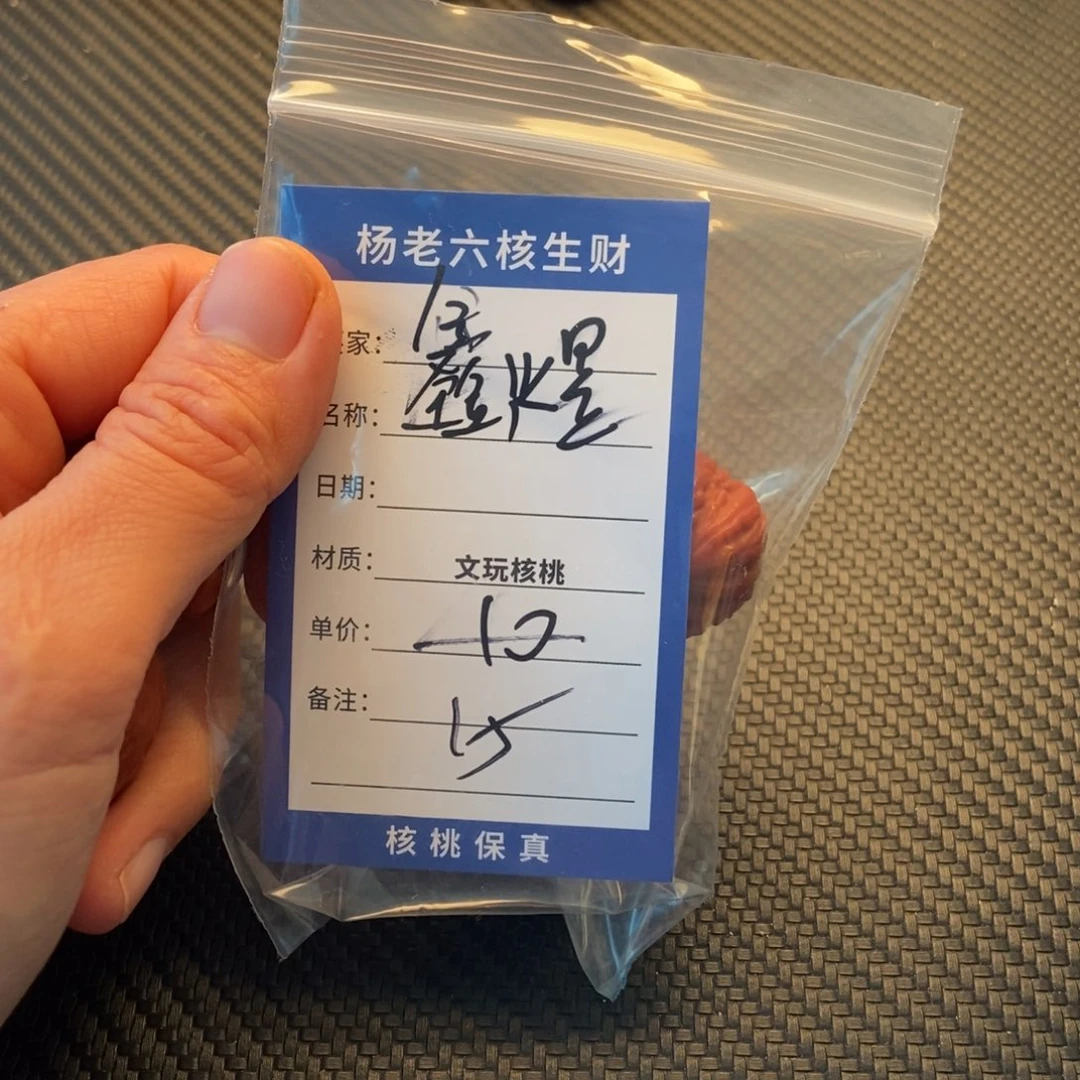 杨老六核生财
家:
名称:
日期:
材质: 文玩核桃
单价: 10
备注: 15
核桃保真